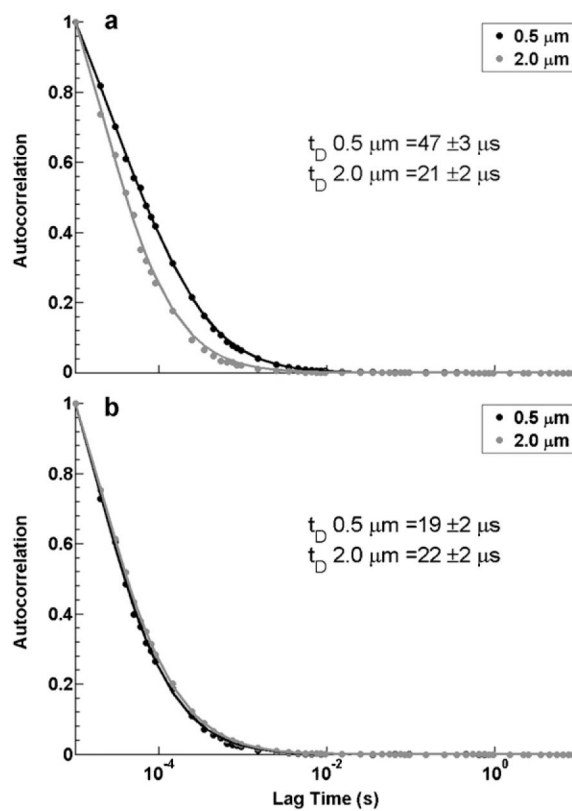 a
0.5 μm
2.0 μm
t_D 0.5 μm =47 ±3 μs
t_D 2.0 μm =21 ±2 μs
Autocorrelation
1
0.8
0.6
0.4
0.2
0
b
0.5 μm
2.0 μm
t_D 0.5 μm =19 ±2 μs
t_D 2.0 μm =22 ±2 μs
Autocorrelation
1
0.8
0.6
0.4
0.2
0
10⁻⁴ 10⁻² 10⁰
Lag Time (s)